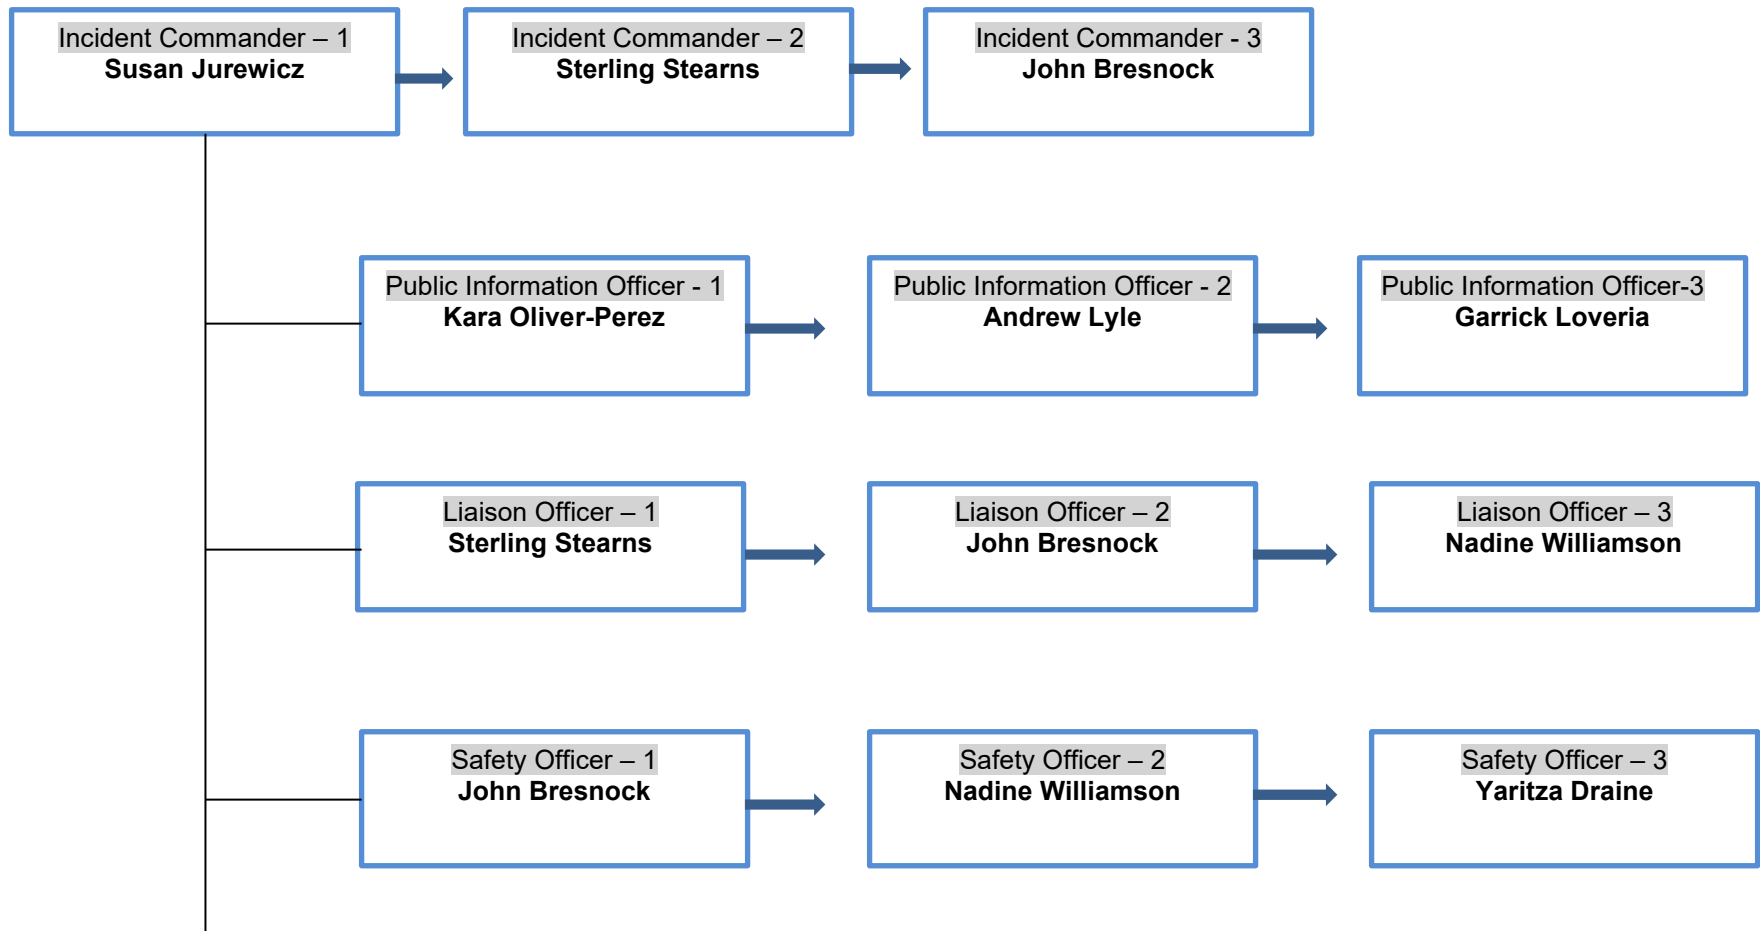 Incident Commander – 1
Susan Jurewicz
Incident Commander – 2
Sterling Stearns
Incident Commander - 3
John Bresnock
Public Information Officer - 1
Kara Oliver-Perez
Public Information Officer - 2
Andrew Lyle
Public Information Officer-3
Garrick Loveria
Liaison Officer – 1
Sterling Stearns
Liaison Officer – 2
John Bresnock
Liaison Officer – 3
Nadine Williamson
Safety Officer – 1
John Bresnock
Safety Officer – 2
Nadine Williamson
Safety Officer – 3
Yaritza Draine